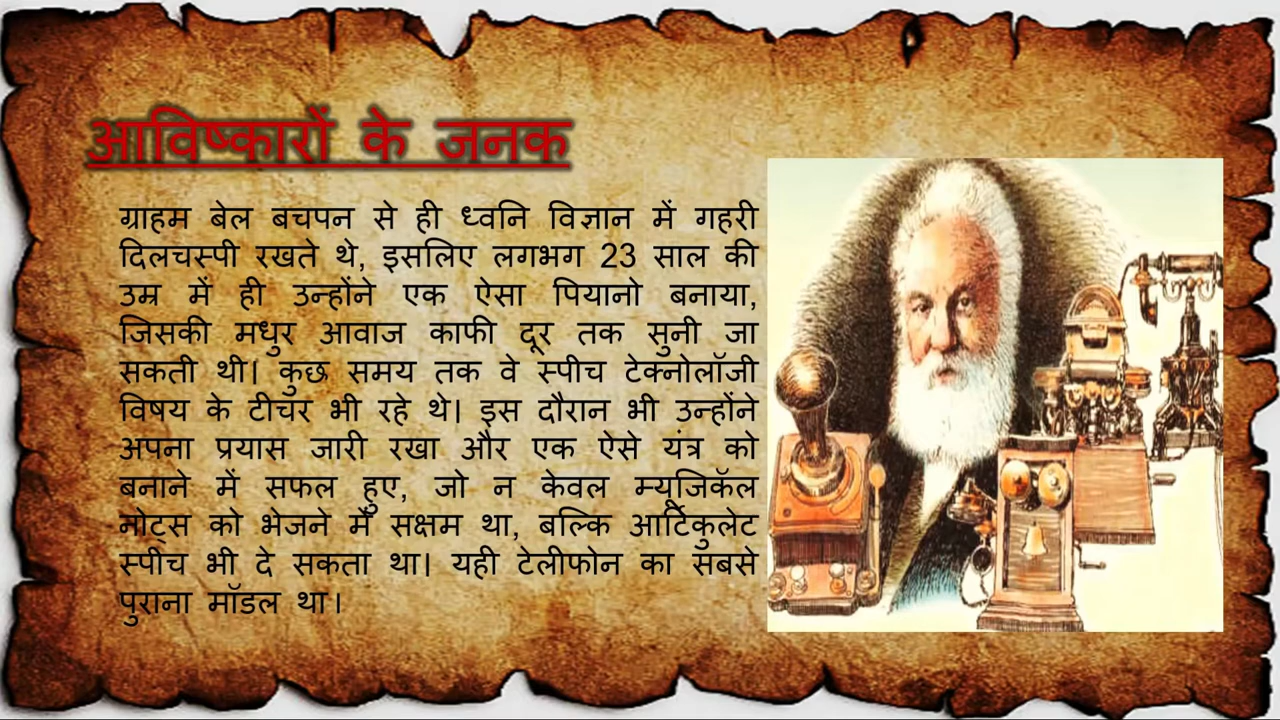 आविष्कारों के जनक
ग्राहम बेल बचपन से ही ध्वनि विज्ञान में गहरी
दिलचस्पी रखते थे, इसलिए लगभग 23 साल की
उम्र में ही उन्होंने एक ऐसा पियानो बनाया,
जिसकी मधुर आवाज काफी दूर तक सुनी जा
सकती थी। कुछ समय तक वे स्पीच टेक्नोलॉजी
विषय के टीचर भी रहे थे। इस दौरान भी उन्होंने
अपना प्रयास जारी रखा और एक ऐसे यंत्र को
बनाने में सफल हुए, जो न केवल म्यूजिकॅल
नोट्स को भेजने में सक्षम था, बल्कि आर्टिकुलेट
स्पीच भी दे सकता था। यही टेलीफोन का सबसे
पुराना मॉडल था।